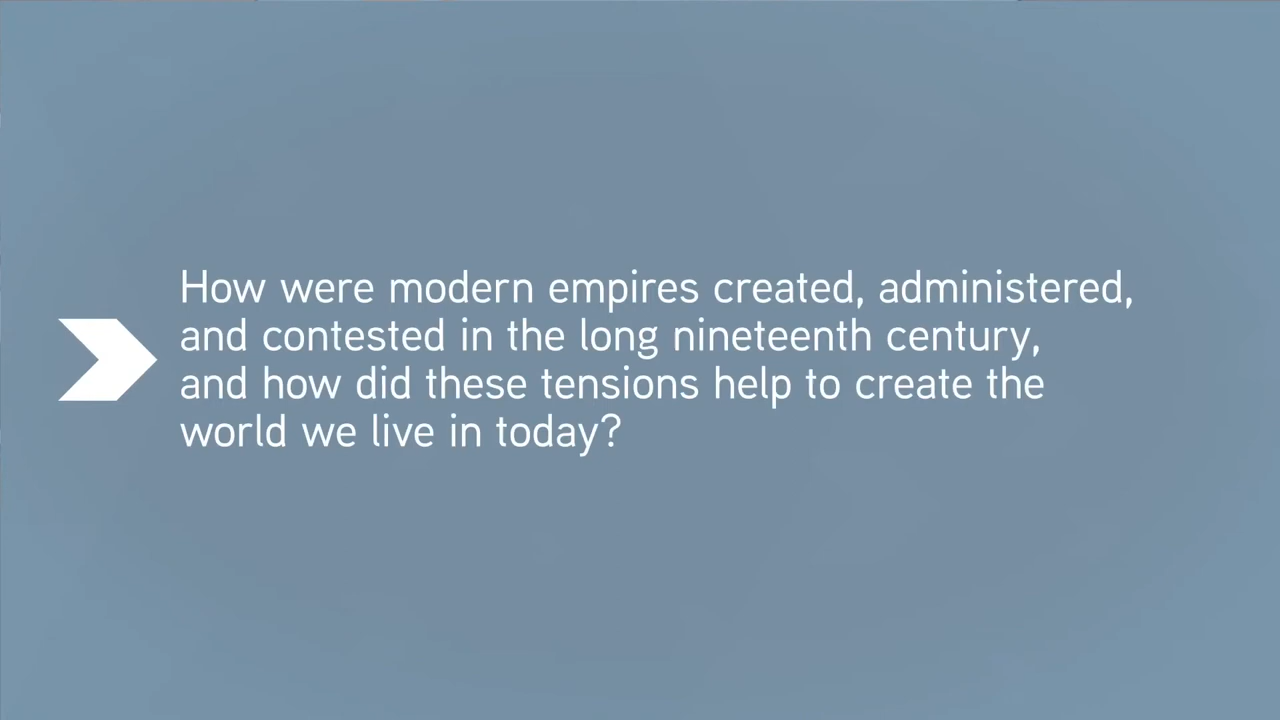 How were modern empires created, administered,
and contested in the long nineteenth century,
and how did these tensions help to create the
world we live in today?